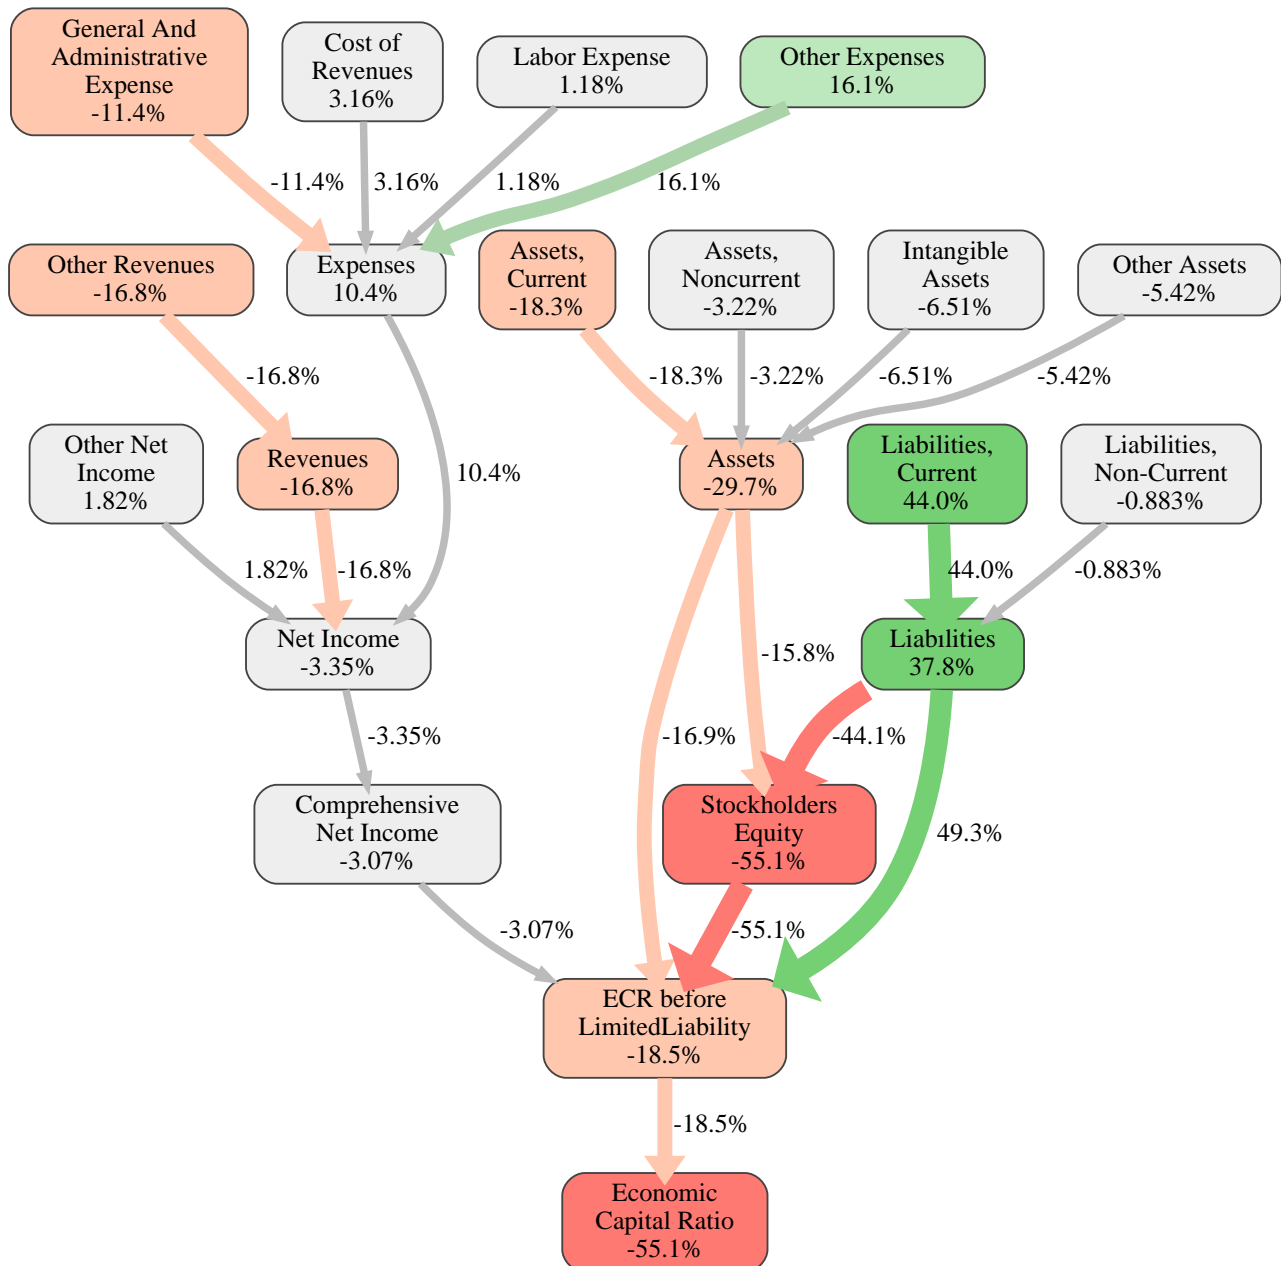 General And
Administrative
Expense
-11.4%
Cost of
Revenues
3.16%
Labor Expense
1.18%
Other Expenses
16.1%
-11.4%
3.16%
1.18%
16.1%
Other Revenues
-16.8%
Expenses
10.4%
Assets,
Current
-18.3%
Assets,
Noncurrent
-3.22%
Intangible
Assets
-6.51%
Other Assets
-5.42%
-16.8%
-18.3%
-3.22%
-6.51%
-5.42%
Other Net
Income
1.82%
Revenues
-16.8%
10.4%
Assets
-29.7%
Liabilities,
Current
44.0%
Liabilities,
Non-Current
-0.883%
1.82%
-16.8%
44.0%
-0.883%
Net Income
-3.35%
-15.8%
Liabilities
37.8%
-3.35%
-16.9%
-44.1%
Comprehensive
Net Income
-3.07%
Stockholders
Equity
-55.1%
49.3%
-3.07%
-55.1%
ECR before
LimitedLiability
-18.5%
-18.5%
Economic
Capital Ratio
-55.1%